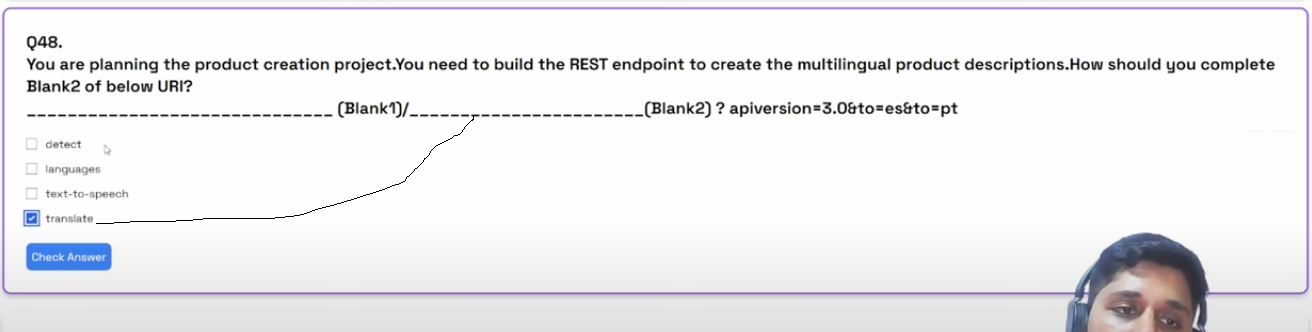 Q48.
You are planning the product creation project.You need to build the REST endpoint to create the multilingual product descriptions.How should you complete
Blank2 of below URI?
______________________________ (Blank1)/_______________________(Blank2) ? apiversion=3.0&to=es&to=pt
detect
languages
text-to-speech
translate
Check Answer